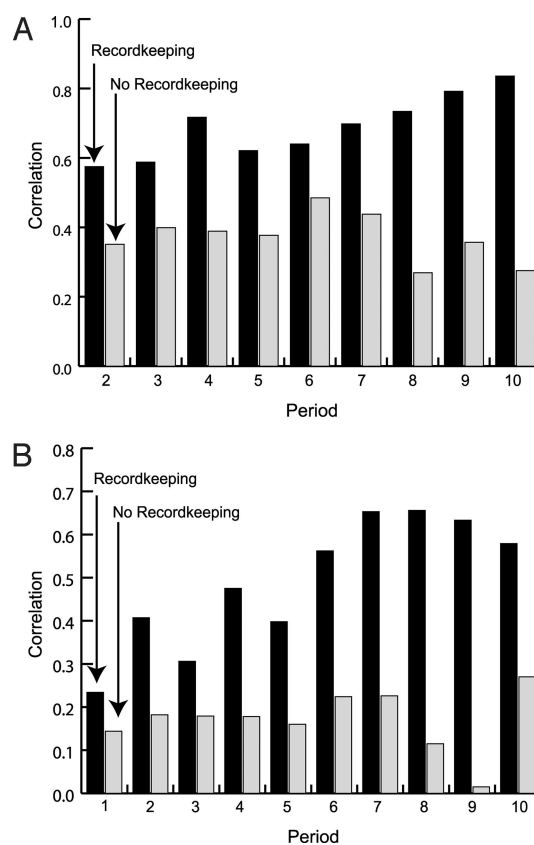 A
1.0
Recordkeeping
No Recordkeeping
0.8
0.6
0.4
0.2
0.0
Correlation
2 3 4 5 6 7 8 9 10
Period
B
0.8
Recordkeeping
0.7
No Recordkeeping
0.6
0.5
0.4
0.3
0.2
0.1
0.0
Correlation
1 2 3 4 5 6 7 8 9 10
Period